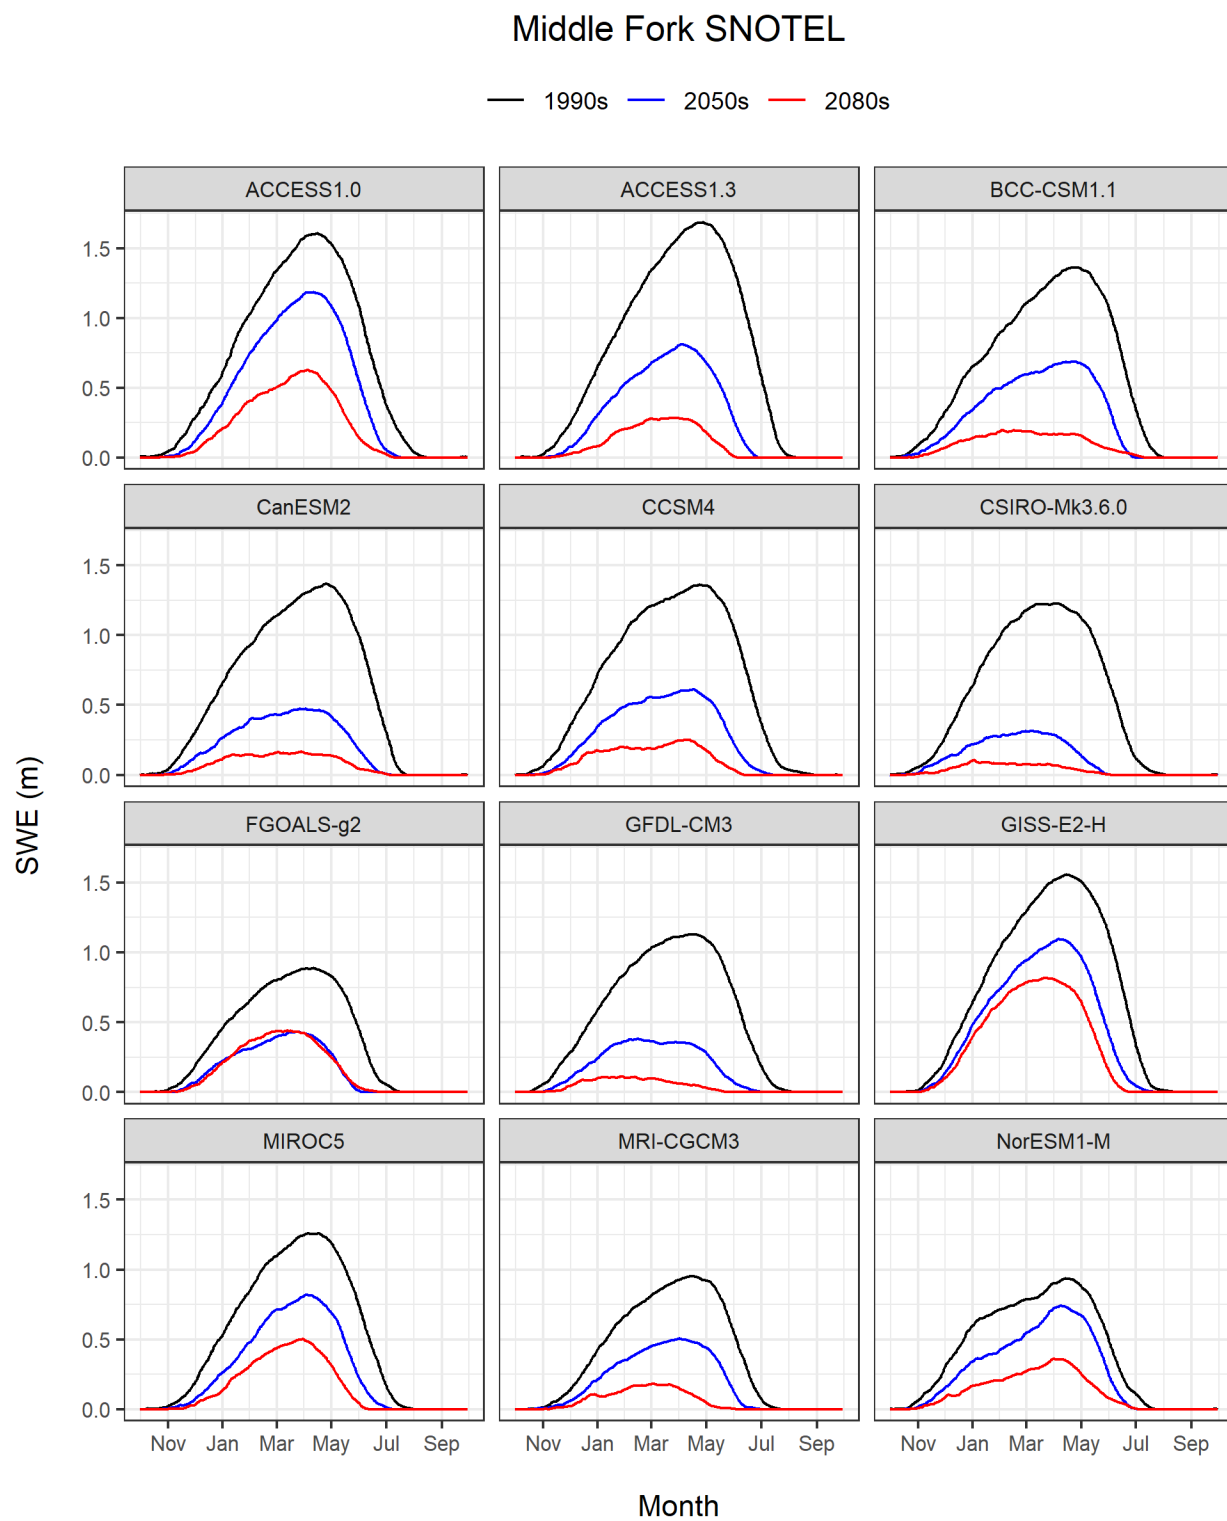 Middle Fork SNOTEL
1990s 2050s 2080s
ACCESS1.0 ACCESS1.3 BCC-CSM1.1
1.5
1.0
0.5
0.0
CanESM2 CCSM4 CSIRO-Mk3.6.0
1.5
1.0
0.5
0.0
SWE (m)
FGOALS-g2 GFDL-CM3 GISS-E2-H
1.5
1.0
0.5
0.0
MIROC5 MRI-CGCM3 NorESM1-M
1.5
1.0
0.5
0.0
Nov Jan Mar May Jul Sep Nov Jan Mar May Jul Sep Nov Jan Mar May Jul Sep
Month